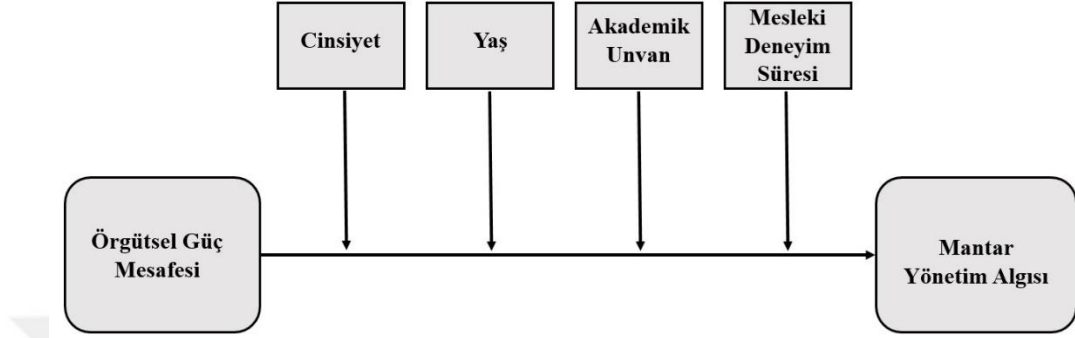 Cinsiyet
Yaş
Akademik
Unvan
Mesleki
Deneyim
Süresi
Örgütsel Güç
Mesafesi
Mantar
Yönetim Algısı